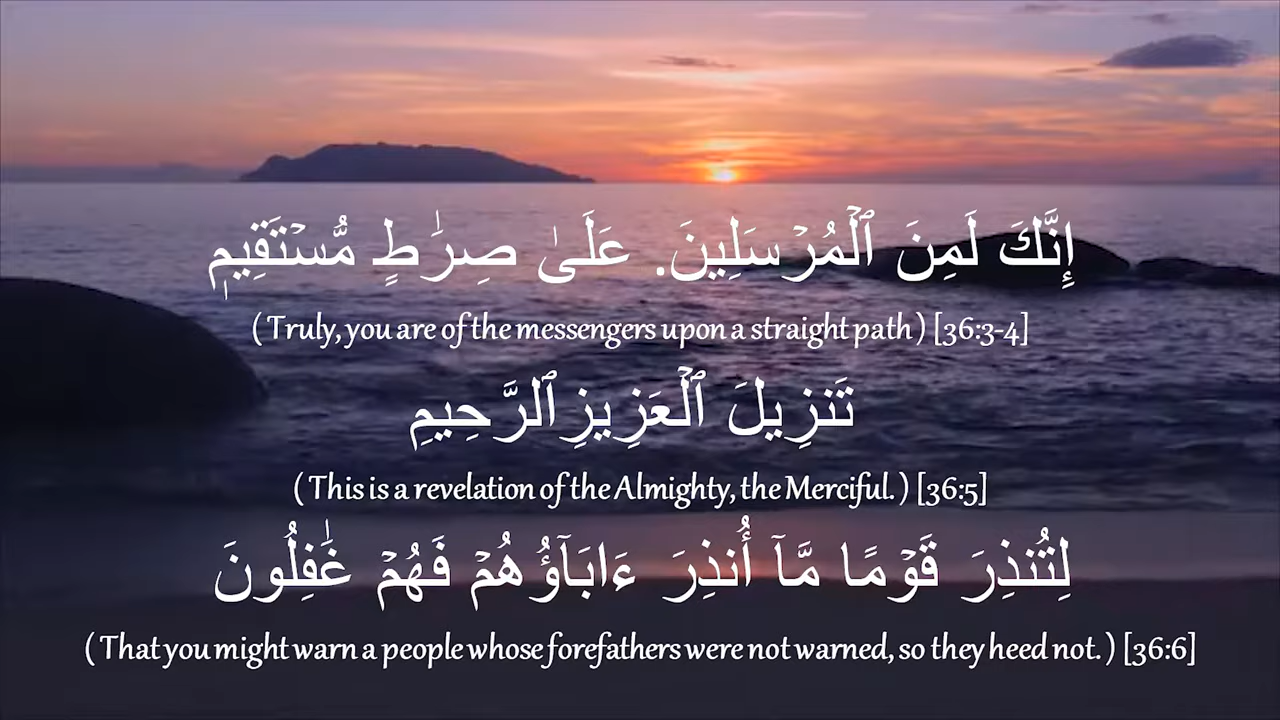 إِنَّكَ لَمِنَ ٱلْمُرْسَلِينَ. عَلَىٰ صِرَٰطٍ مُّسْتَقِيمٍ
( Truly, you are of the messengers upon a straight path ) [36:3-4]
تَنزِيلَ ٱلْعَزِيزِ ٱلرَّحِيمِ
( This is a revelation of the Almighty, the Merciful. ) [36:5]
لِتُنذِرَ قَوْمًا مَّآ أُنذِرَ ءَابَآؤُهُمْ فَهُمْ غَٰفِلُونَ
( That you might warn a people whose forefathers were not warned, so they heed not. ) [36:6]